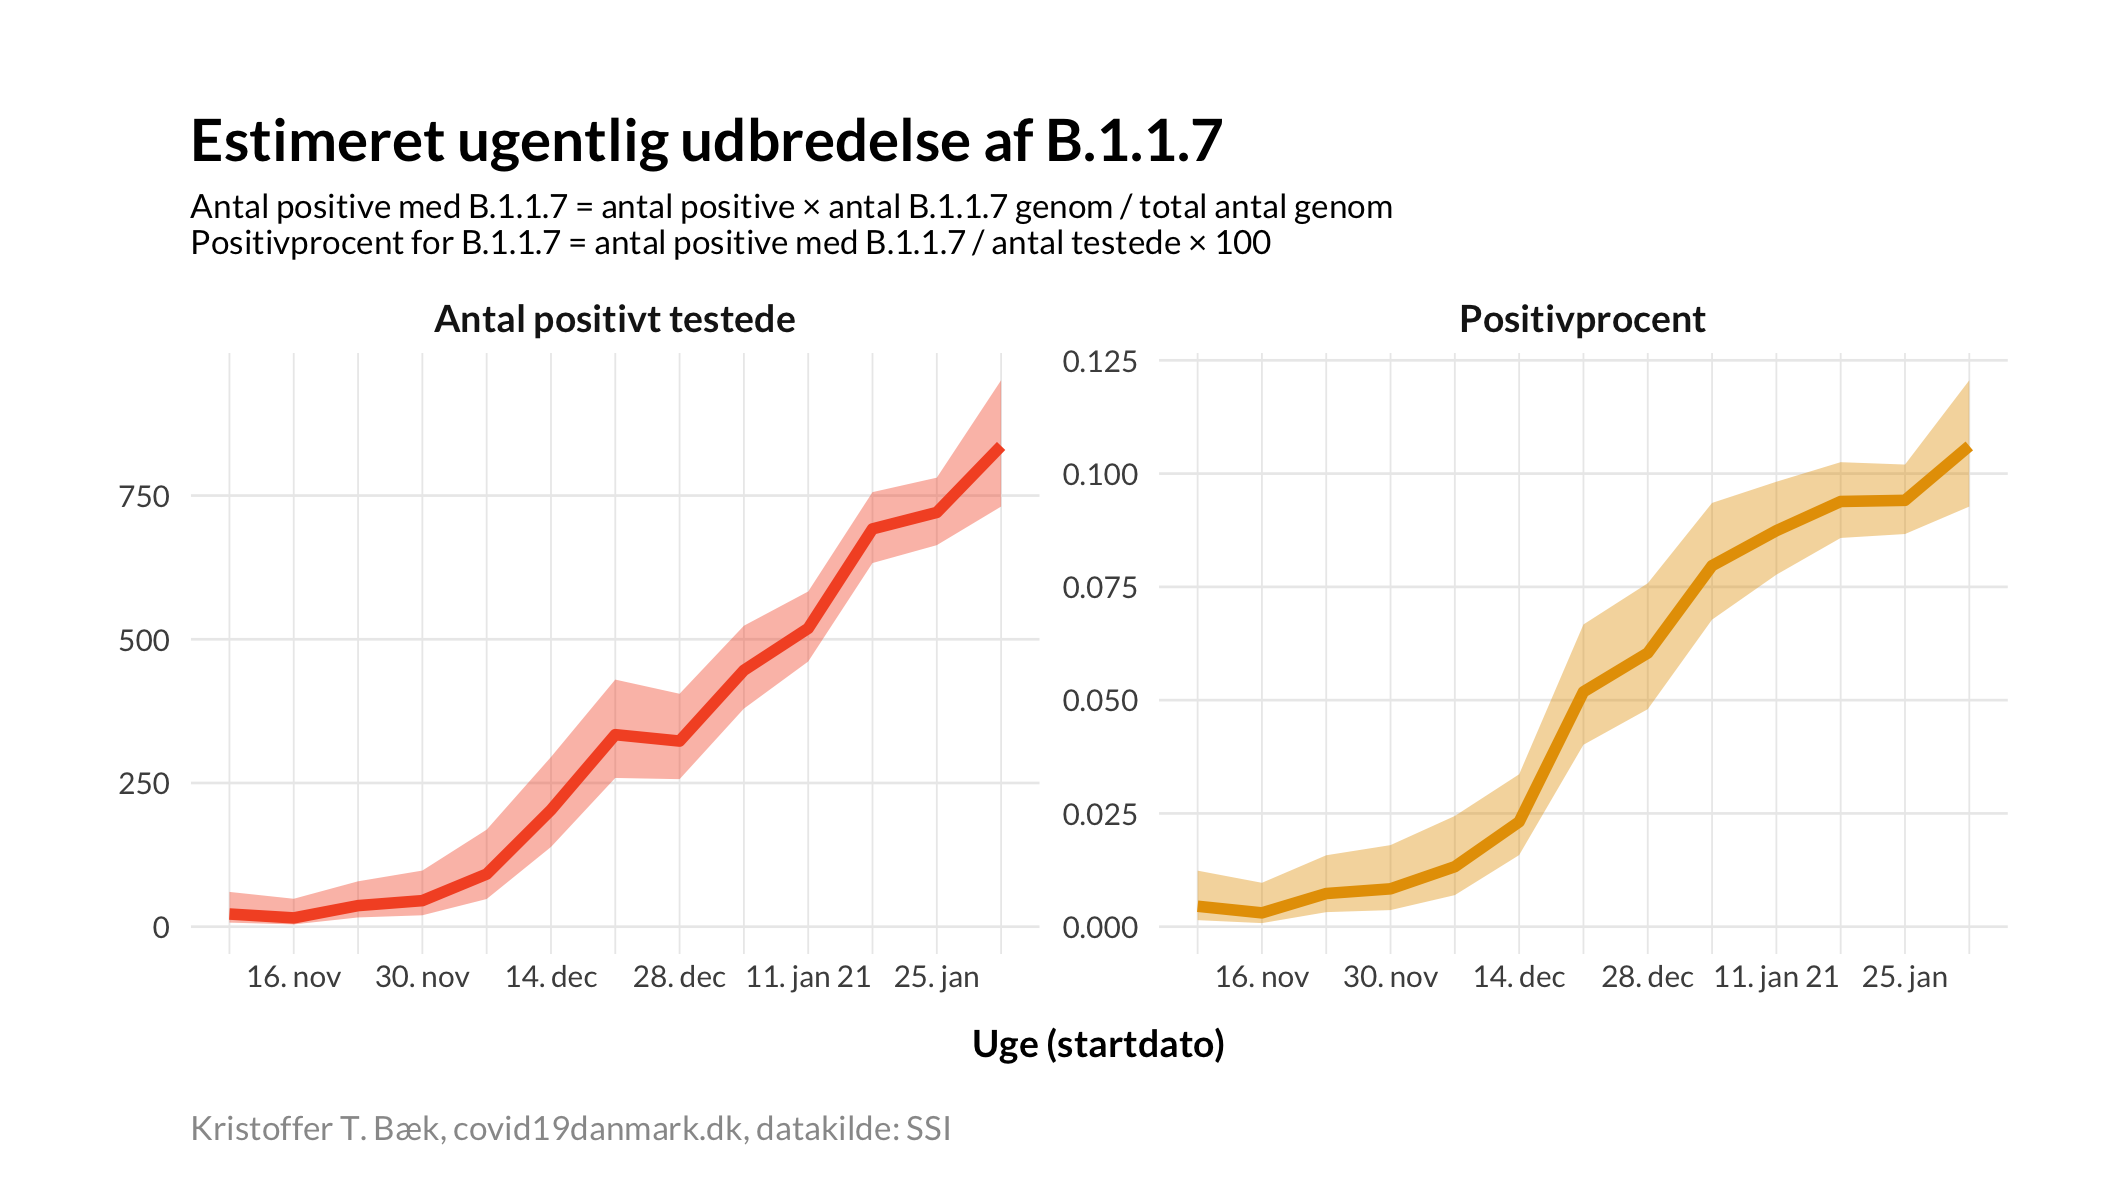 Estimeret ugentlig udbredelse af B.1.1.7
Antal positive med B.1.1.7 = antal positive × antal B.1.1.7 genom / total antal genom
Positivprocent for B.1.1.7 = antal positive med B.1.1.7 / antal testede × 100
Antal positivt testede
750
500
250
0
16. nov 30. nov 14. dec 28. dec 11. jan 21 25. jan
Positivprocent
0.125
0.100
0.075
0.050
0.025
0.000
16. nov 30. nov 14. dec 28. dec 11. jan 21 25. jan
Uge (startdato)
Kristoffer T. Bæk, covid19danmark.dk, datakilde: SSI